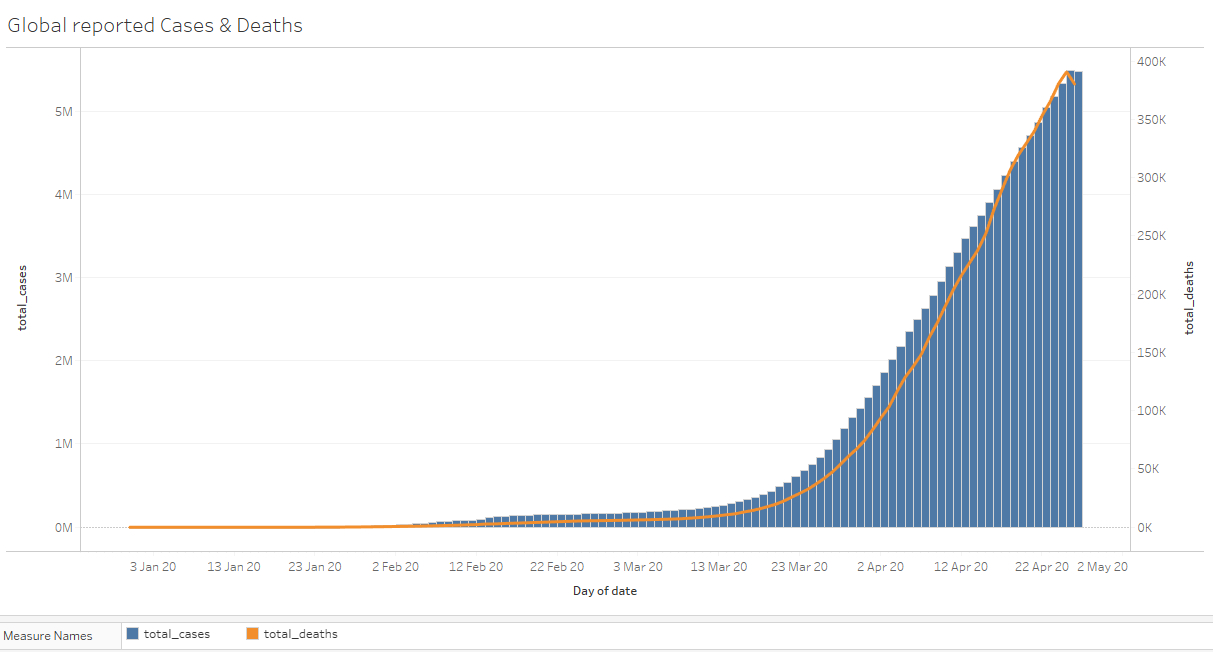 Global reported Cases & Deaths
400K
350K
300K
250K
200K
150K
100K
50K
0K
5M
4M
3M
2M
1M
0M
total_cases
total_deaths
3 Jan 20 13 Jan 20 23 Jan 20 2 Feb 20 12 Feb 20 22 Feb 20 3 Mar 20 13 Mar 20 23 Mar 20 2 Apr 20 12 Apr 20 22 Apr 20 2 May 20
Day of date
Measure Names total_cases total_deaths